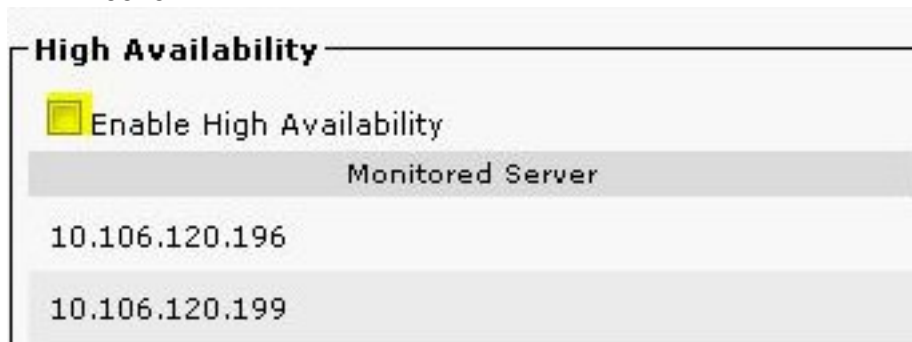 High Availability
Enable High Availability
Monitored Server
10.106.120.196
10.106.120.199